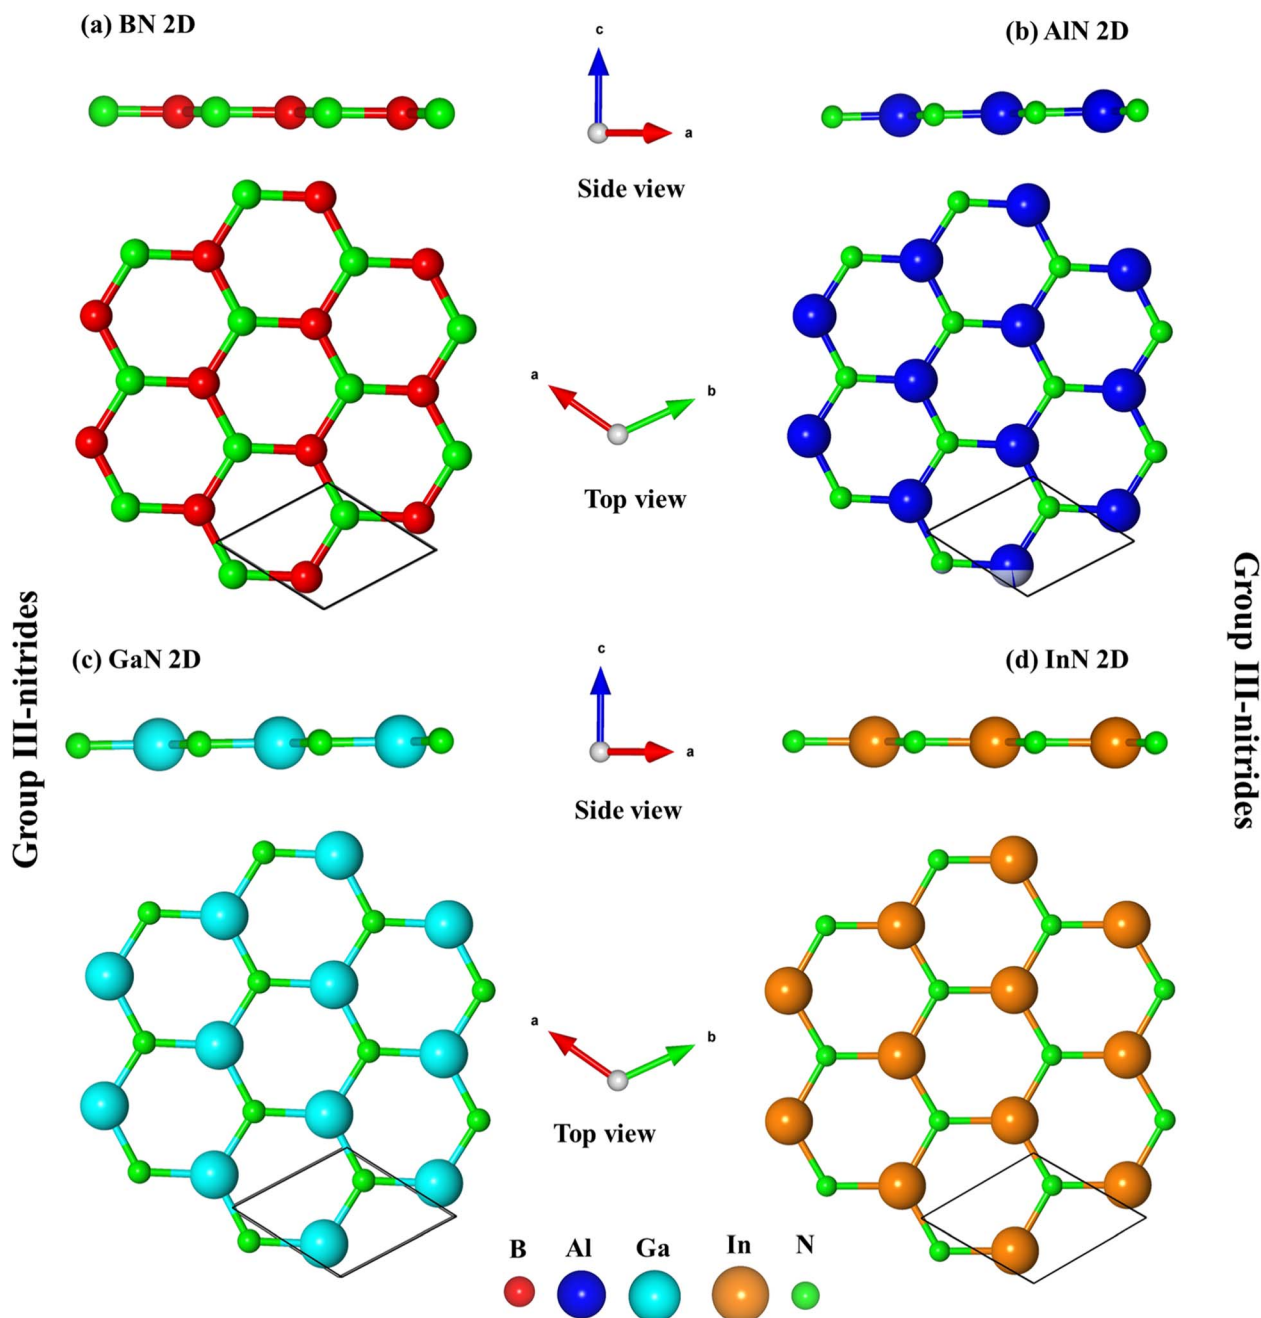 (a) BN 2D
(b) AlN 2D
c
a
Side view
a
b
Top view
Group III-nitrides
Group III-nitrides
(c) GaN 2D
(d) InN 2D
c
a
Side view
a
b
Top view
B
Al
Ga
In
N